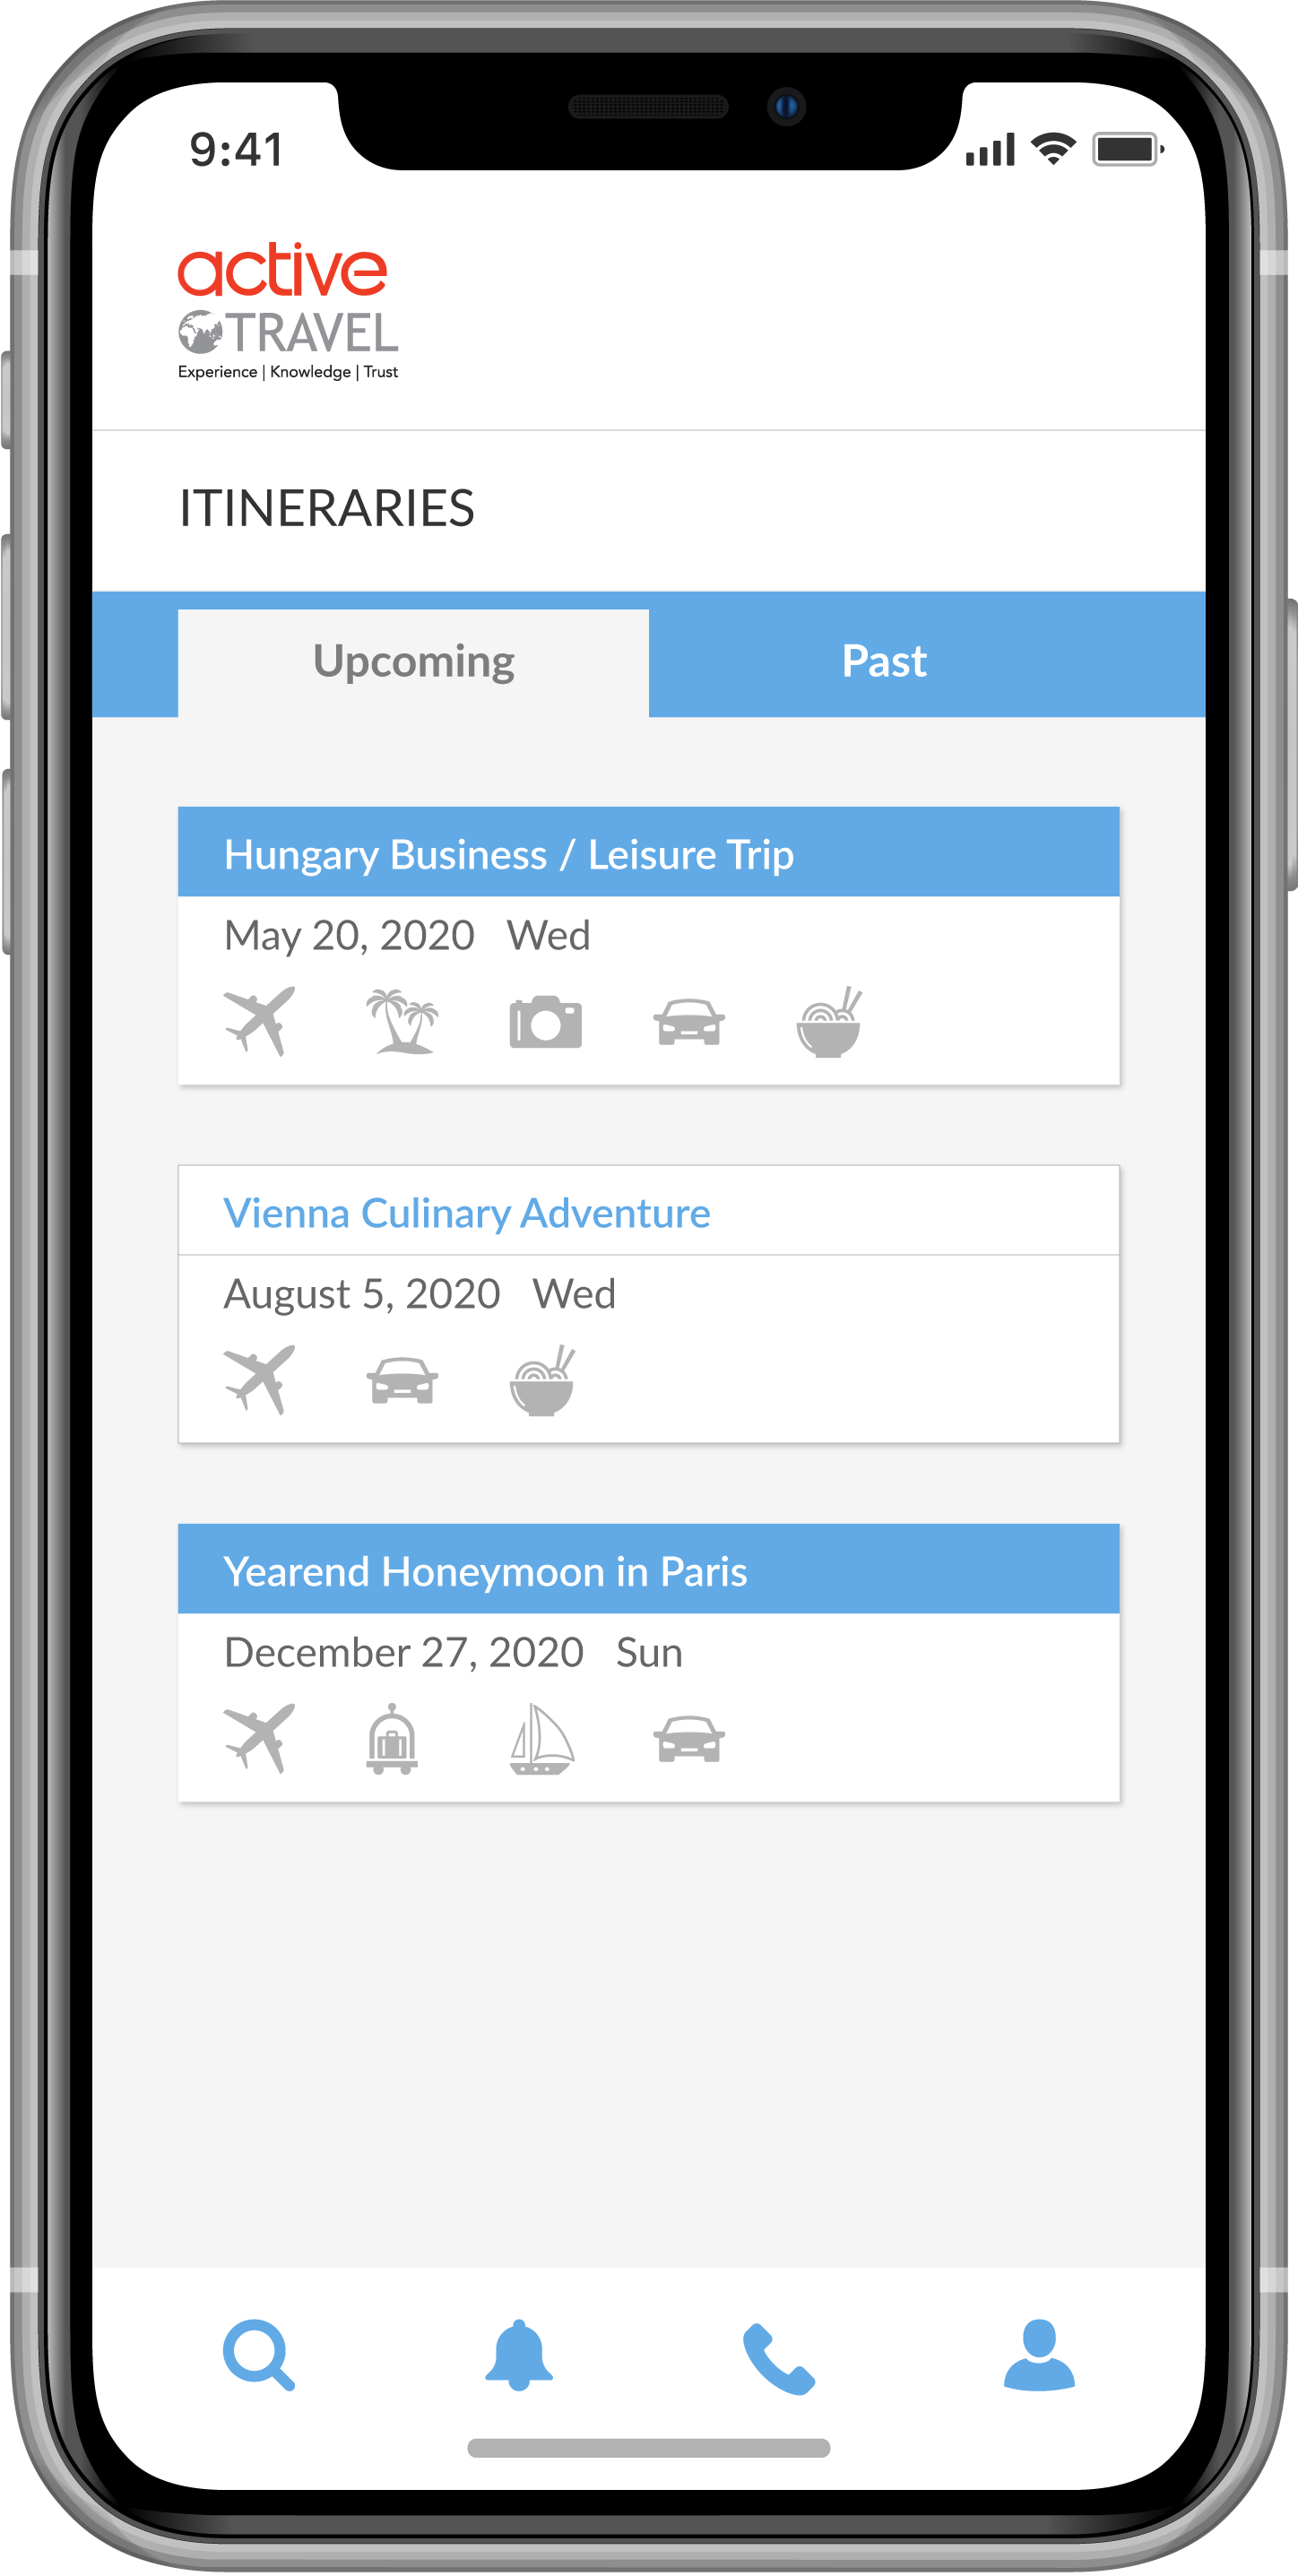 9:41
active
TRAVEL
Experience | Knowledge | Trust
ITINERARIES
Upcoming Past
Hungary Business / Leisure Trip
May 20, 2020 Wed
Vienna Culinary Adventure
August 5, 2020 Wed
Yearend Honeymoon in Paris
December 27, 2020 Sun